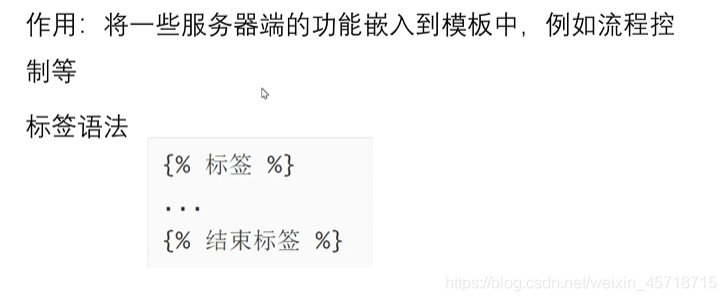 作用：将一些服务器端的功能嵌入到模板中，例如流程控
制等
标签语法
{% 标签 %}
...
{% 结束标签 %}
https://blog.csdn.net/weixin_45718715